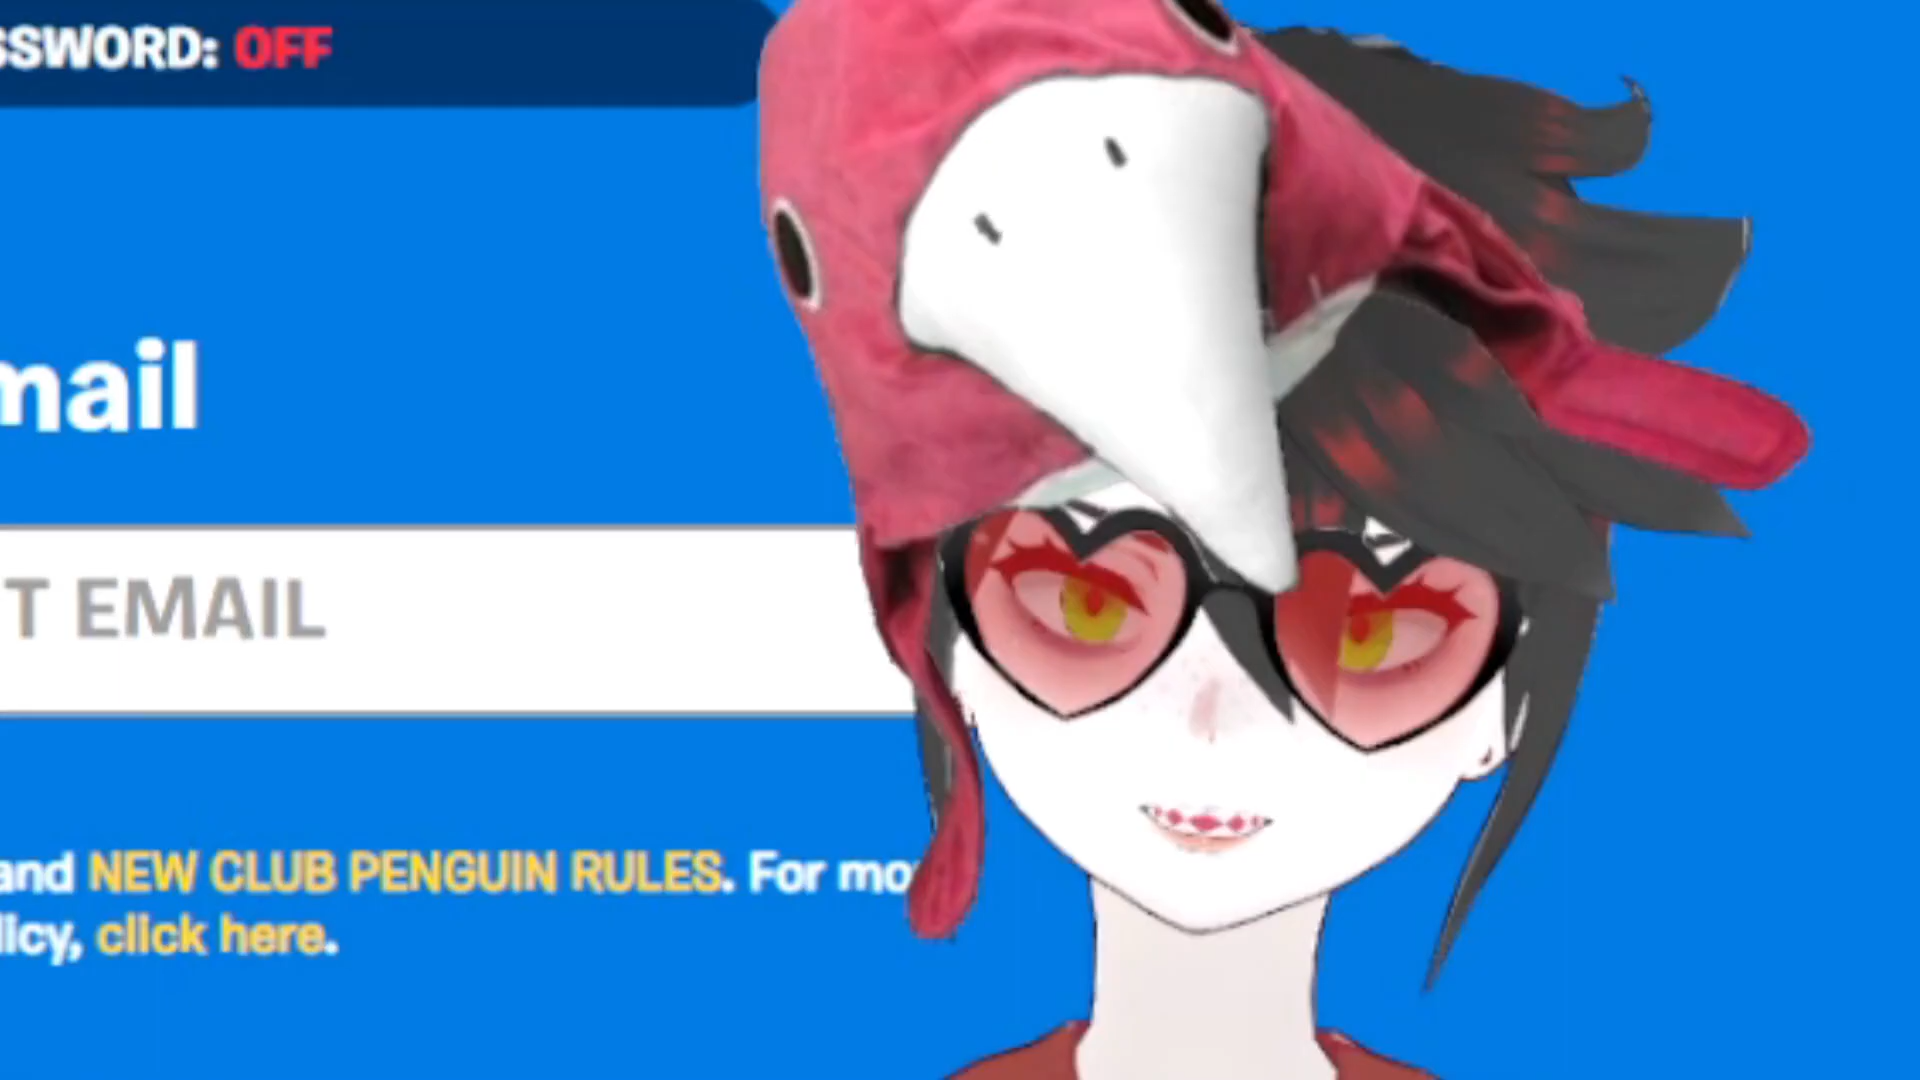 SSWORD: OFF
mail
T EMAIL
and NEW CLUB PENGUIN RULES. For mo
licy, click here.